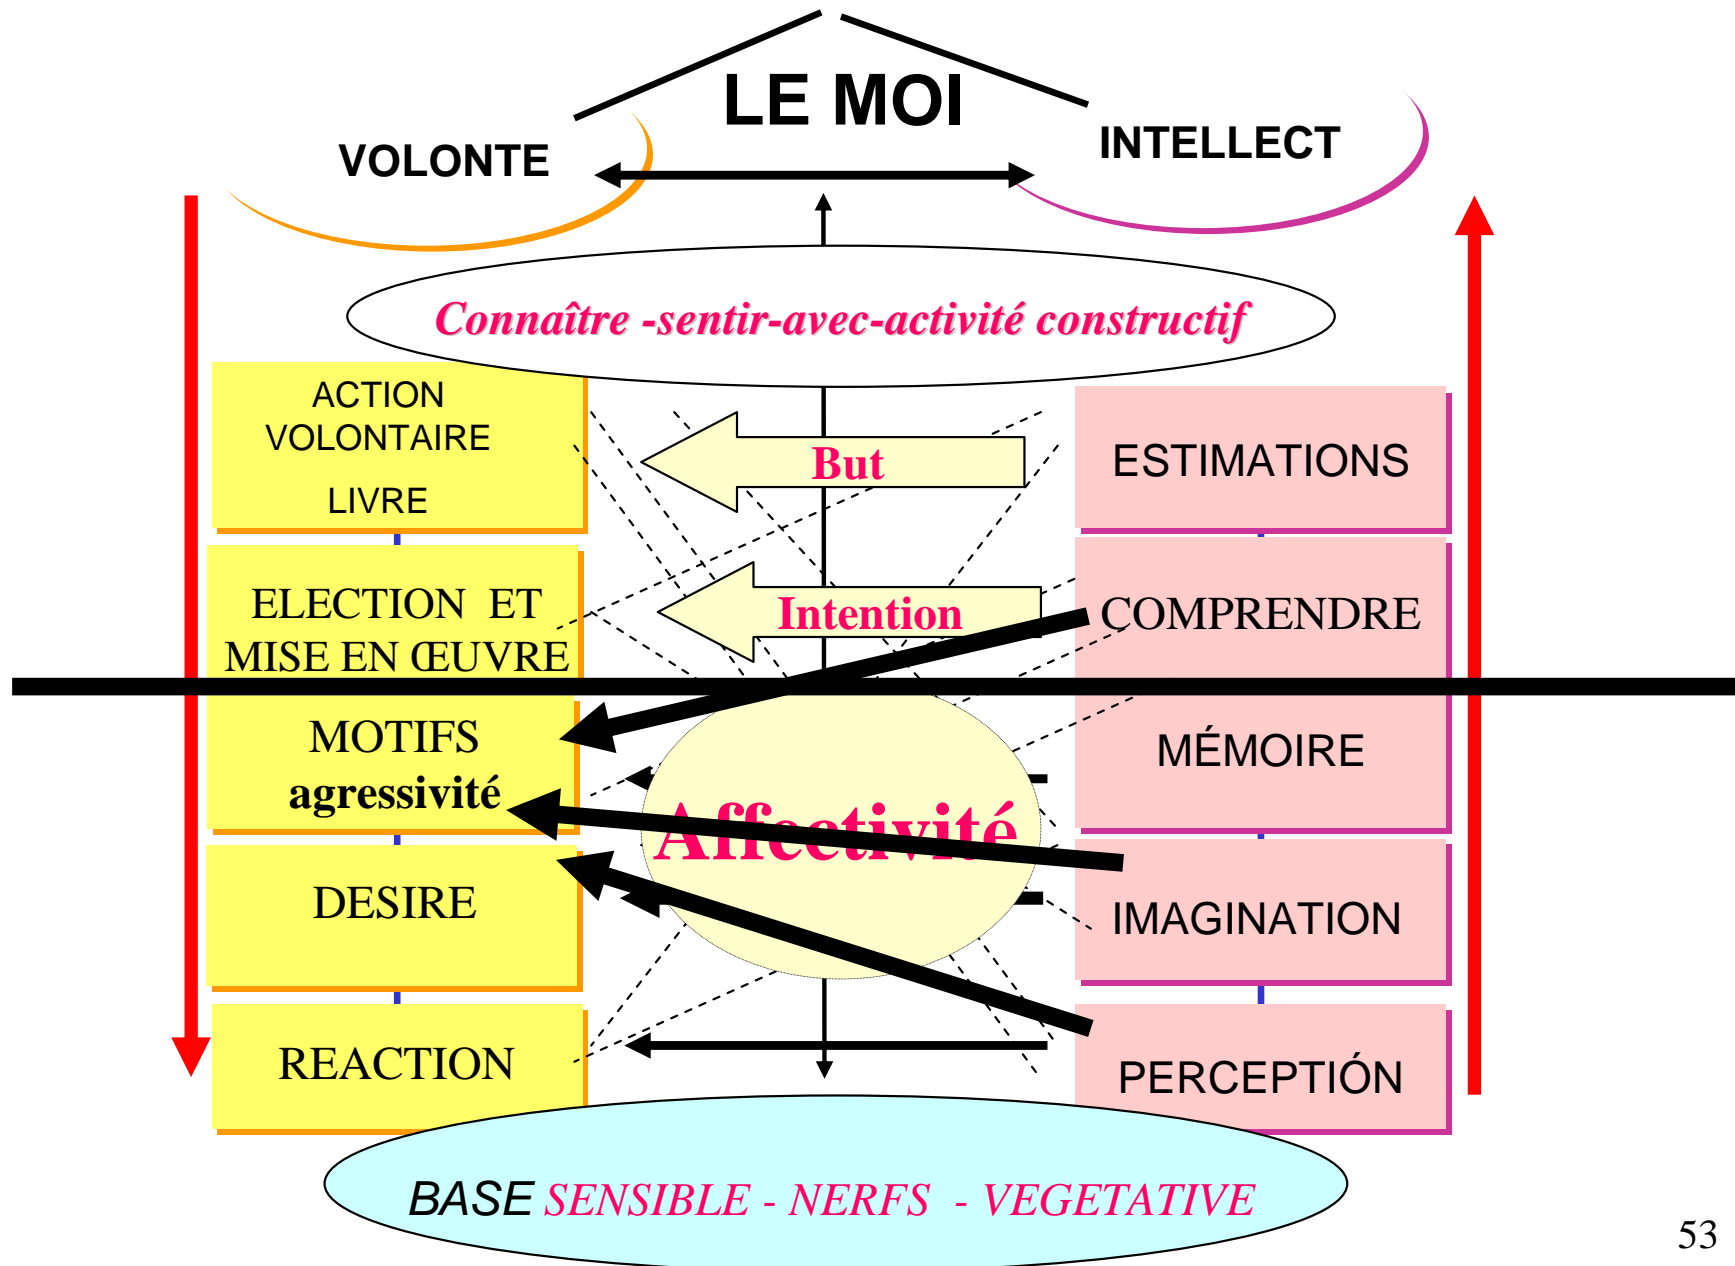 LE MOI
VOLONTE
INTELLECT
Connaître -sentir-avec-activité constructif
ACTION
VOLONTAIRE
LIVRE
But
ESTIMATIONS
ELECTION ET
MISE EN ŒUVRE
Intention
COMPRENDRE
MOTIFS
agressivité
MÉMOIRE
Affectivité
DESIRE
IMAGINATION
REACTION
PERCEPTIÓN
BASE SENSIBLE - NERFS - VEGETATIVE
53